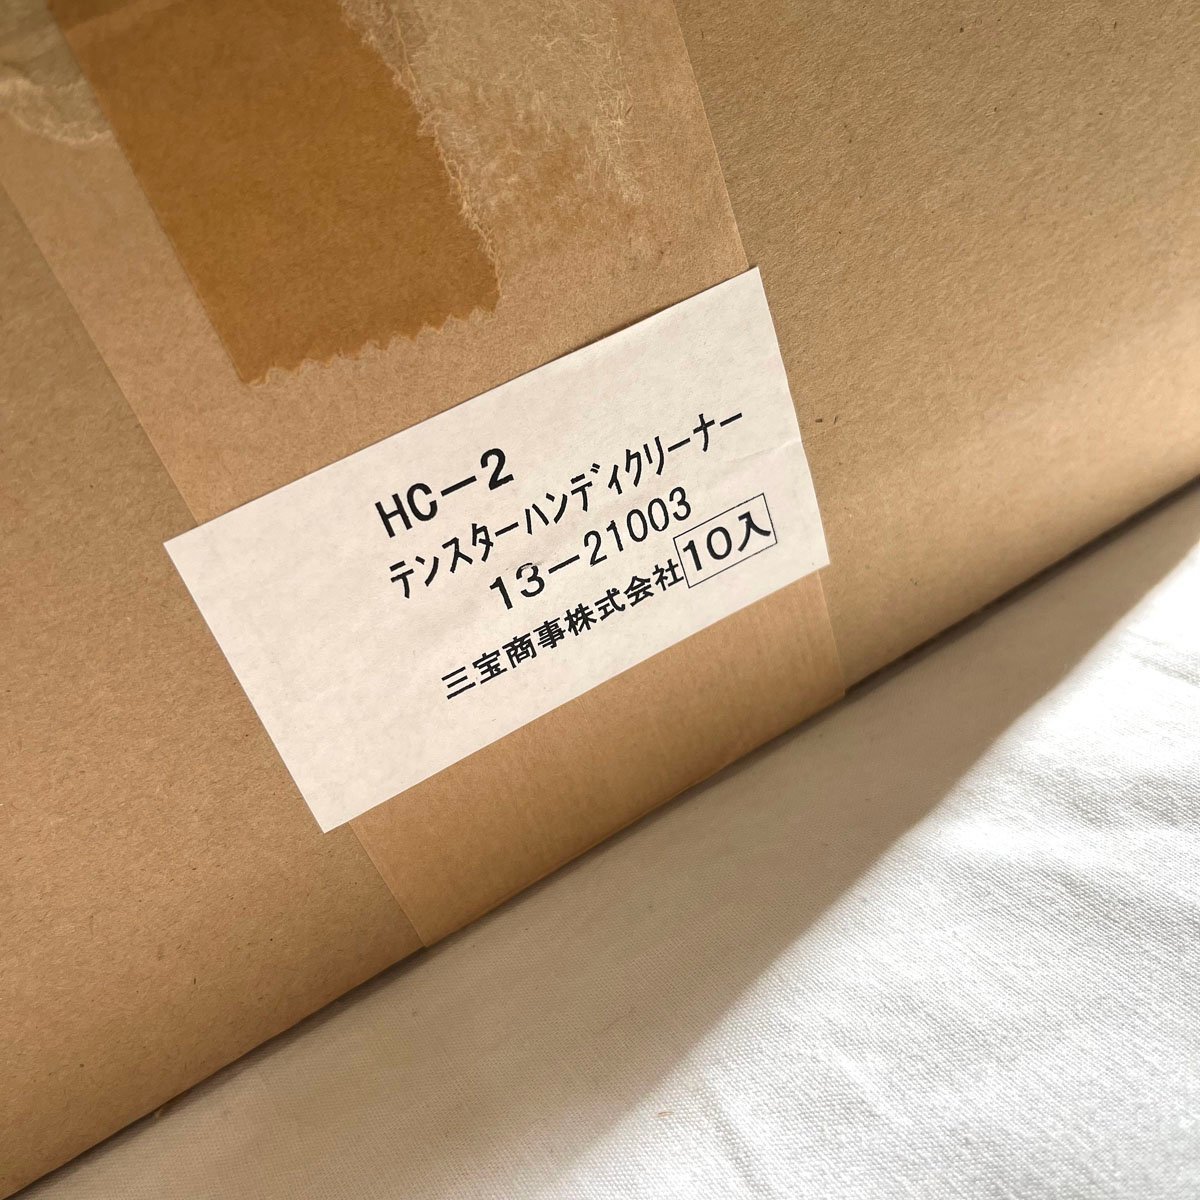 HC－2
テンスターハンディクリーナー
13－21003
三宝商事株式会社 10入